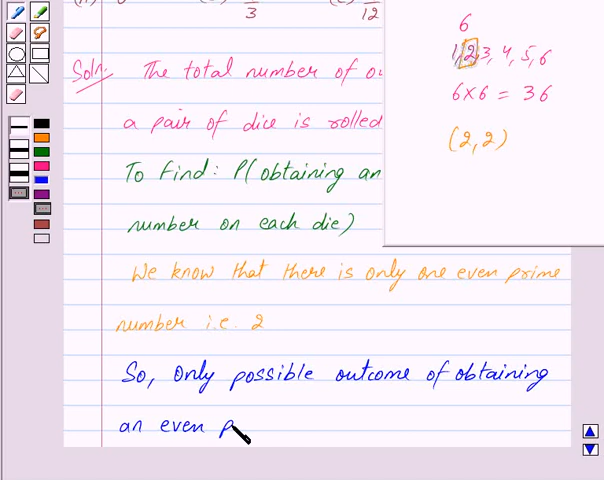 3
12
Soln. The total number of
a pair of dice is rolled
To find: P(obtaining an
number on each die)
We know that there is only one even prime
number i.e. 2
So, only possible outcome of obtaining
an even p
6
1, 2, 3, 4, 5, 6
6×6 = 36
(2, 2)